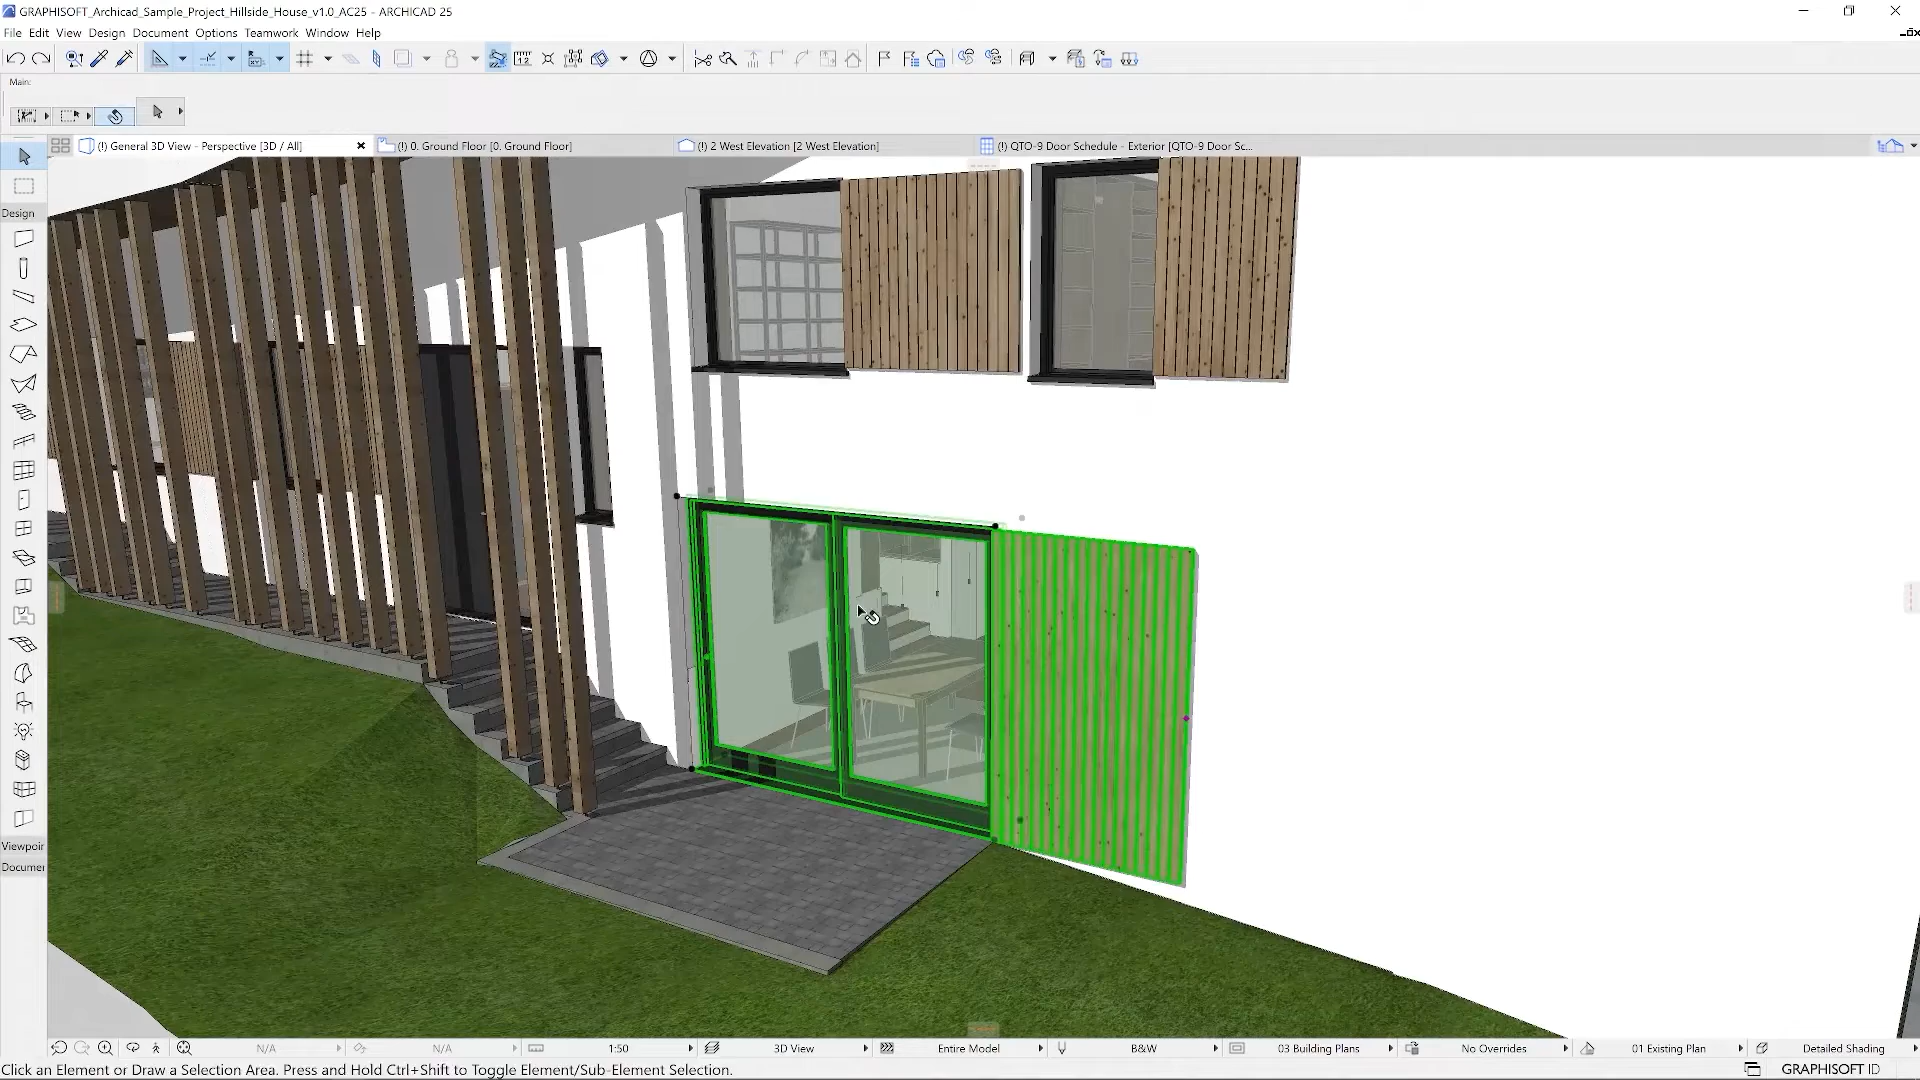 GRAPHISOFT_Archicad_Sample_Project_Hillside_House_v1.0_AC25 - ARCHICAD 25
File Edit View Design Document Options Teamwork Window Help
Main:
(!) General 3D View - Perspective [3D / All]
(!) 0. Ground Floor [0. Ground Floor]
(!) 2 West Elevation [2 West Elevation]
(!) QTO-9 Door Schedule - Exterior [QTO-9 Door Sc...
Design
Viewpoir
Documer
N/A
N/A
1:50
3D View
Entire Model
B&W
03 Building Plans
No Overrides
01 Existing Plan
Detailed Shading
Click an Element or Draw a Selection Area. Press and Hold Ctrl+Shift to Toggle Element/Sub-Element Selection.
GRAPHISOFT ID